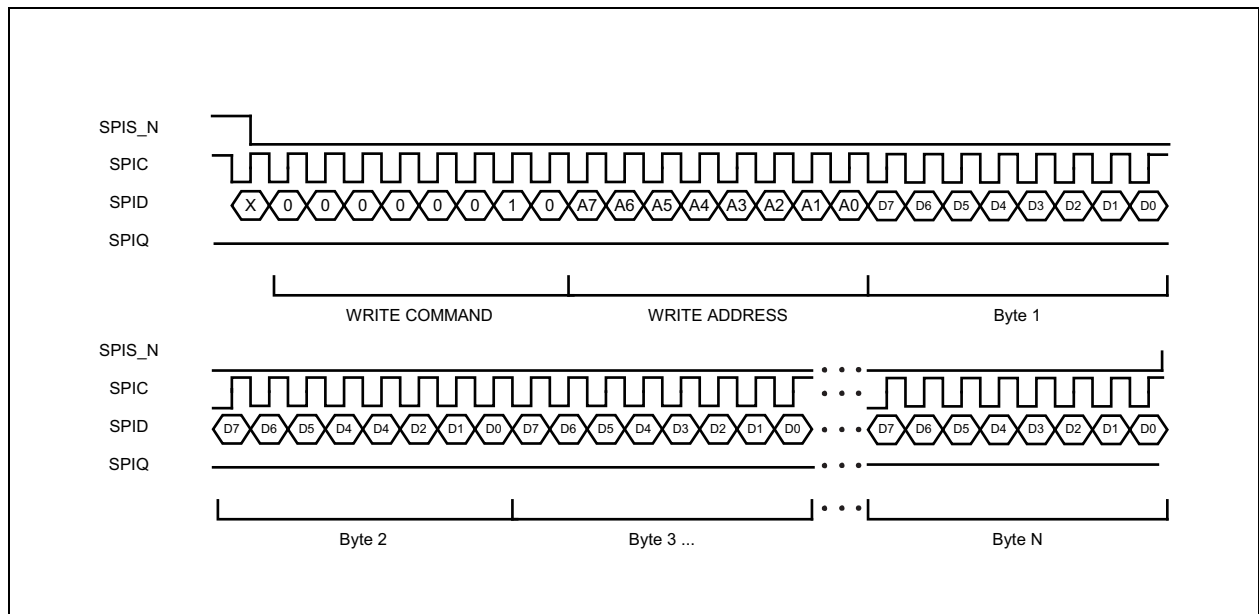 SPIS_N
SPIC
SPID X 0 0 0 0 0 0 1 0 A7 A6 A5 A4 A3 A2 A1 A0 D7 D6 D5 D4 D3 D2 D1 D0
SPIQ
WRITE COMMAND WRITE ADDRESS Byte 1
SPIS_N
SPIC
SPID D7 D6 D5 D4 D4 D2 D1 D0 D7 D6 D5 D4 D3 D2 D1 D0 D7 D6 D5 D4 D3 D2 D1 D0
SPIQ
Byte 2 Byte 3 ... Byte N